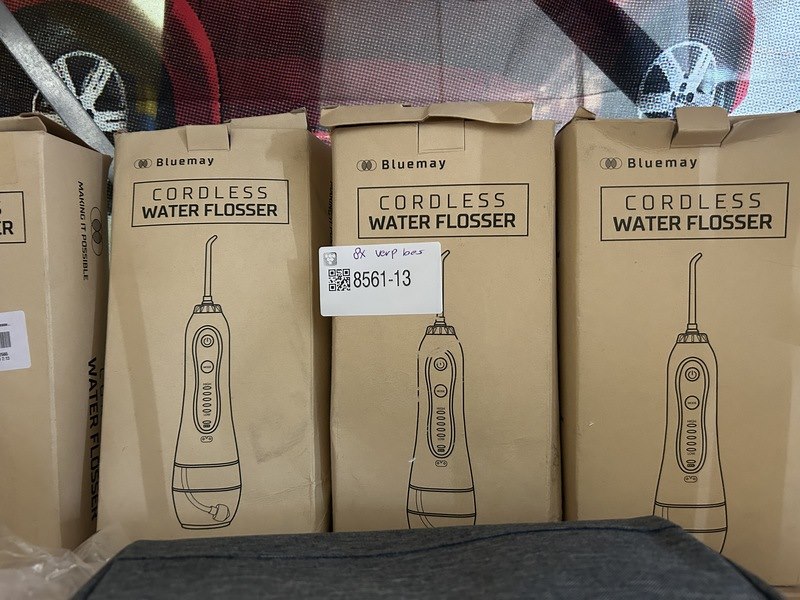 ER
MAKING IT POSSIBLE
WATER FLOSSER
Bluemay
CORDLESS
WATER FLOSSER
Bluemay
CORDLESS
WATER FLOSSER
8x verp bes
8561-13
Bluemay
CORDLESS
WATER FLOSSER